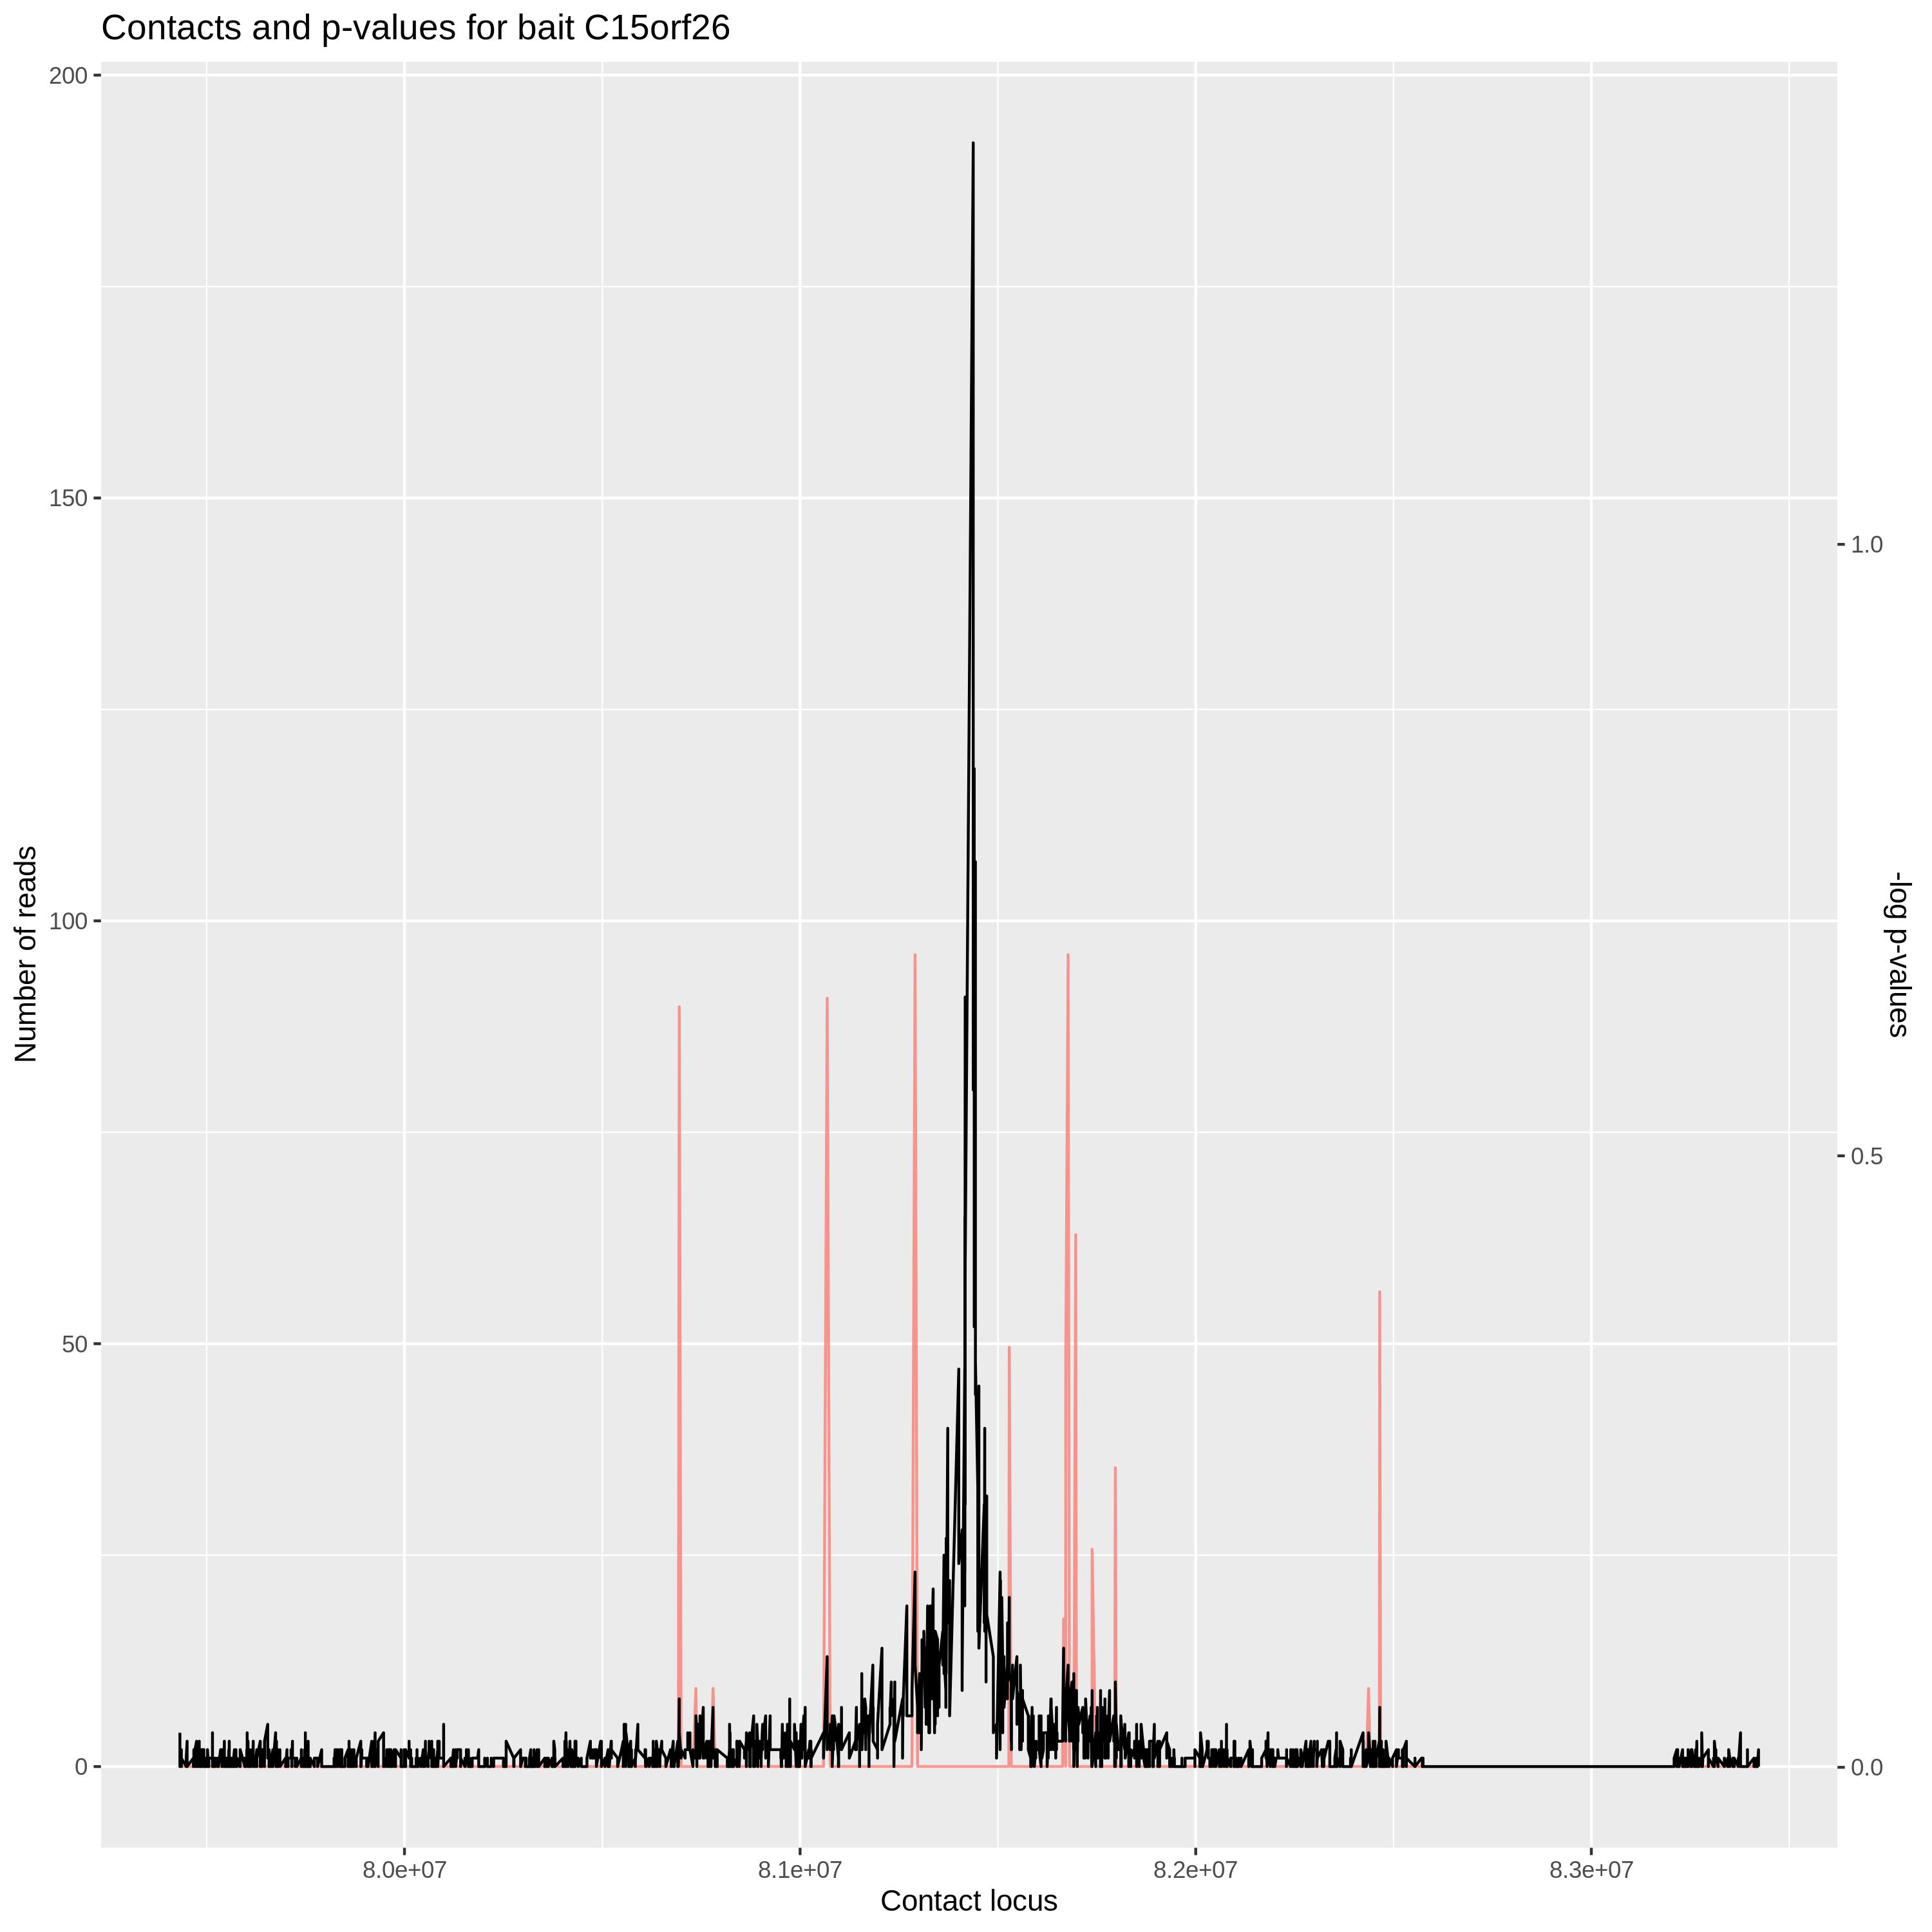 Contacts and p-values for bait C15orf26
200
150
100
50
0
Number of reads
1.0
0.5
0.0
-log p-values
8.0e+07
8.1e+07
8.2e+07
8.3e+07
Contact locus